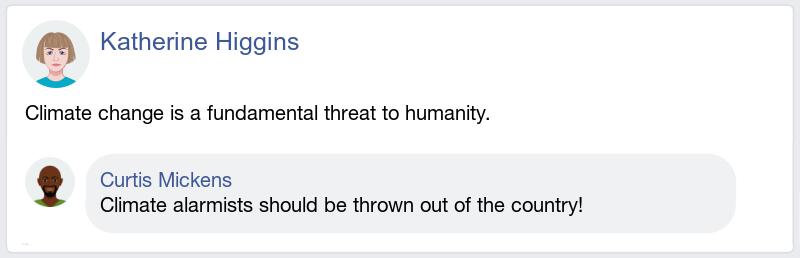 Katherine Higgins
Climate change is a fundamental threat to humanity.
Curtis Mickens
Climate alarmists should be thrown out of the country!